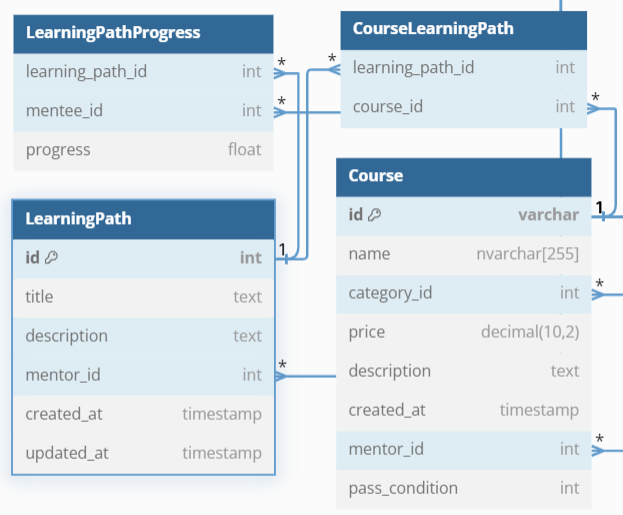 LearningPathProgress
learning_path_id int *
mentee_id int *
progress float
CourseLearningPath
* learning_path_id int
course_id int *
LearningPath
id int 1
title text
description text
mentor_id int *
created_at timestamp
updated_at timestamp
Course
id varchar 1
name nvarchar[255]
category_id int *
price decimal(10,2)
description text
created_at timestamp
mentor_id int *
pass_condition int